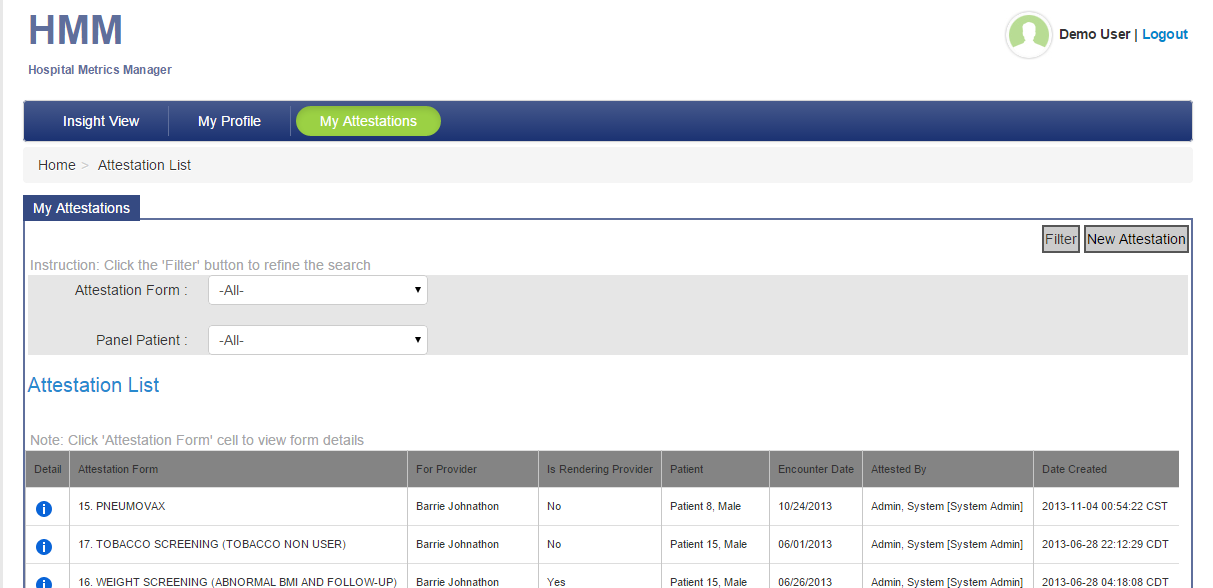 HMM
Hospital Metrics Manager
Demo User | Logout
Insight View My Profile My Attestations
Home > Attestation List
My Attestations
Filter New Attestation
Instruction: Click the 'Filter' button to refine the search
Attestation Form : -All-
Panel Patient : -All-
Attestation List
Note: Click 'Attestation Form' cell to view form details
Detail Attestation Form For Provider Is Rendering Provider Patient Encounter Date Attested By Date Created
15. PNEUMOVAX Barrie Johnathon No Patient 8, Male 10/24/2013 Admin, System [System Admin] 2013-11-04 00:54:22 CST
17. TOBACCO SCREENING (TOBACCO NON USER) Barrie Johnathon No Patient 15, Male 06/01/2013 Admin, System [System Admin] 2013-06-28 22:12:29 CDT
16. WEIGHT SCREENING (ABNORMAL BMI AND FOLLOW-UP) Barrie Johnathon Yes Patient 15, Male 06/26/2013 Admin, System [System Admin] 2013-06-28 04:18:08 CDT